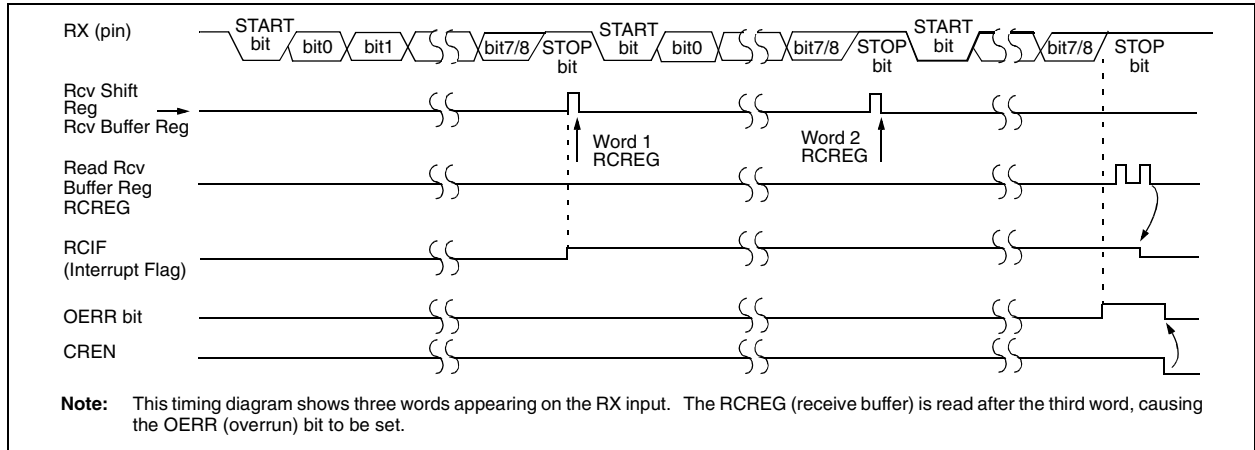 RX (pin)
START
bit
bit0
bit1
bit7/8
STOP
bit
START
bit
bit0
bit7/8
STOP
bit
START
bit
bit7/8
STOP
bit
Rcv Shift
Reg
Rcv Buffer Reg
Word 1
RCREG
Word 2
RCREG
Read Rcv
Buffer Reg
RCREG
RCIF
(Interrupt Flag)
OERR bit
CREN
Note: This timing diagram shows three words appearing on the RX input. The RCREG (receive buffer) is read after the third word, causing
the OERR (overrun) bit to be set.